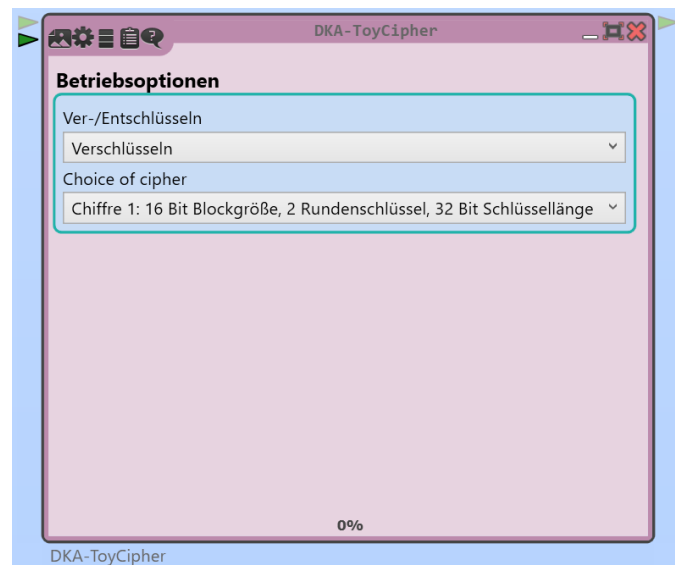 DKA-ToyCipher
Betriebsoptionen
Ver-/Entschlüsseln
Verschlüsseln
Choice of cipher
Chiffre 1: 16 Bit Blockgröße, 2 Rundenschlüssel, 32 Bit Schlüssellänge
0%
DKA-ToyCipher